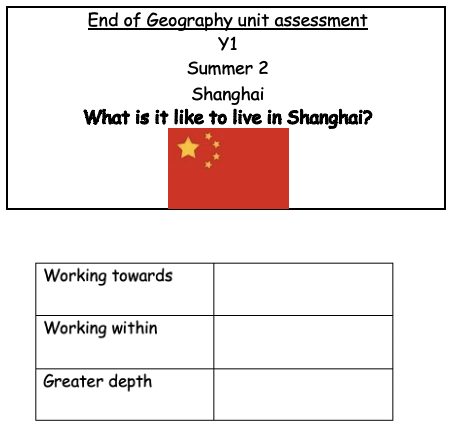 End of Geography unit assessment
Y1
Summer 2
Shanghai
What is it like to live in Shanghai?
Working towards
Working within
Greater depth